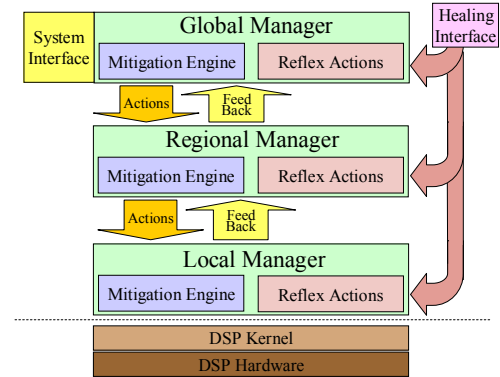 System
Interface
Global Manager
Healing
Interface
Mitigation Engine
Reflex Actions
Actions
Feed
Back
Regional Manager
Mitigation Engine
Reflex Actions
Actions
Feed
Back
Local Manager
Mitigation Engine
Reflex Actions
DSP Kernel
DSP Hardware